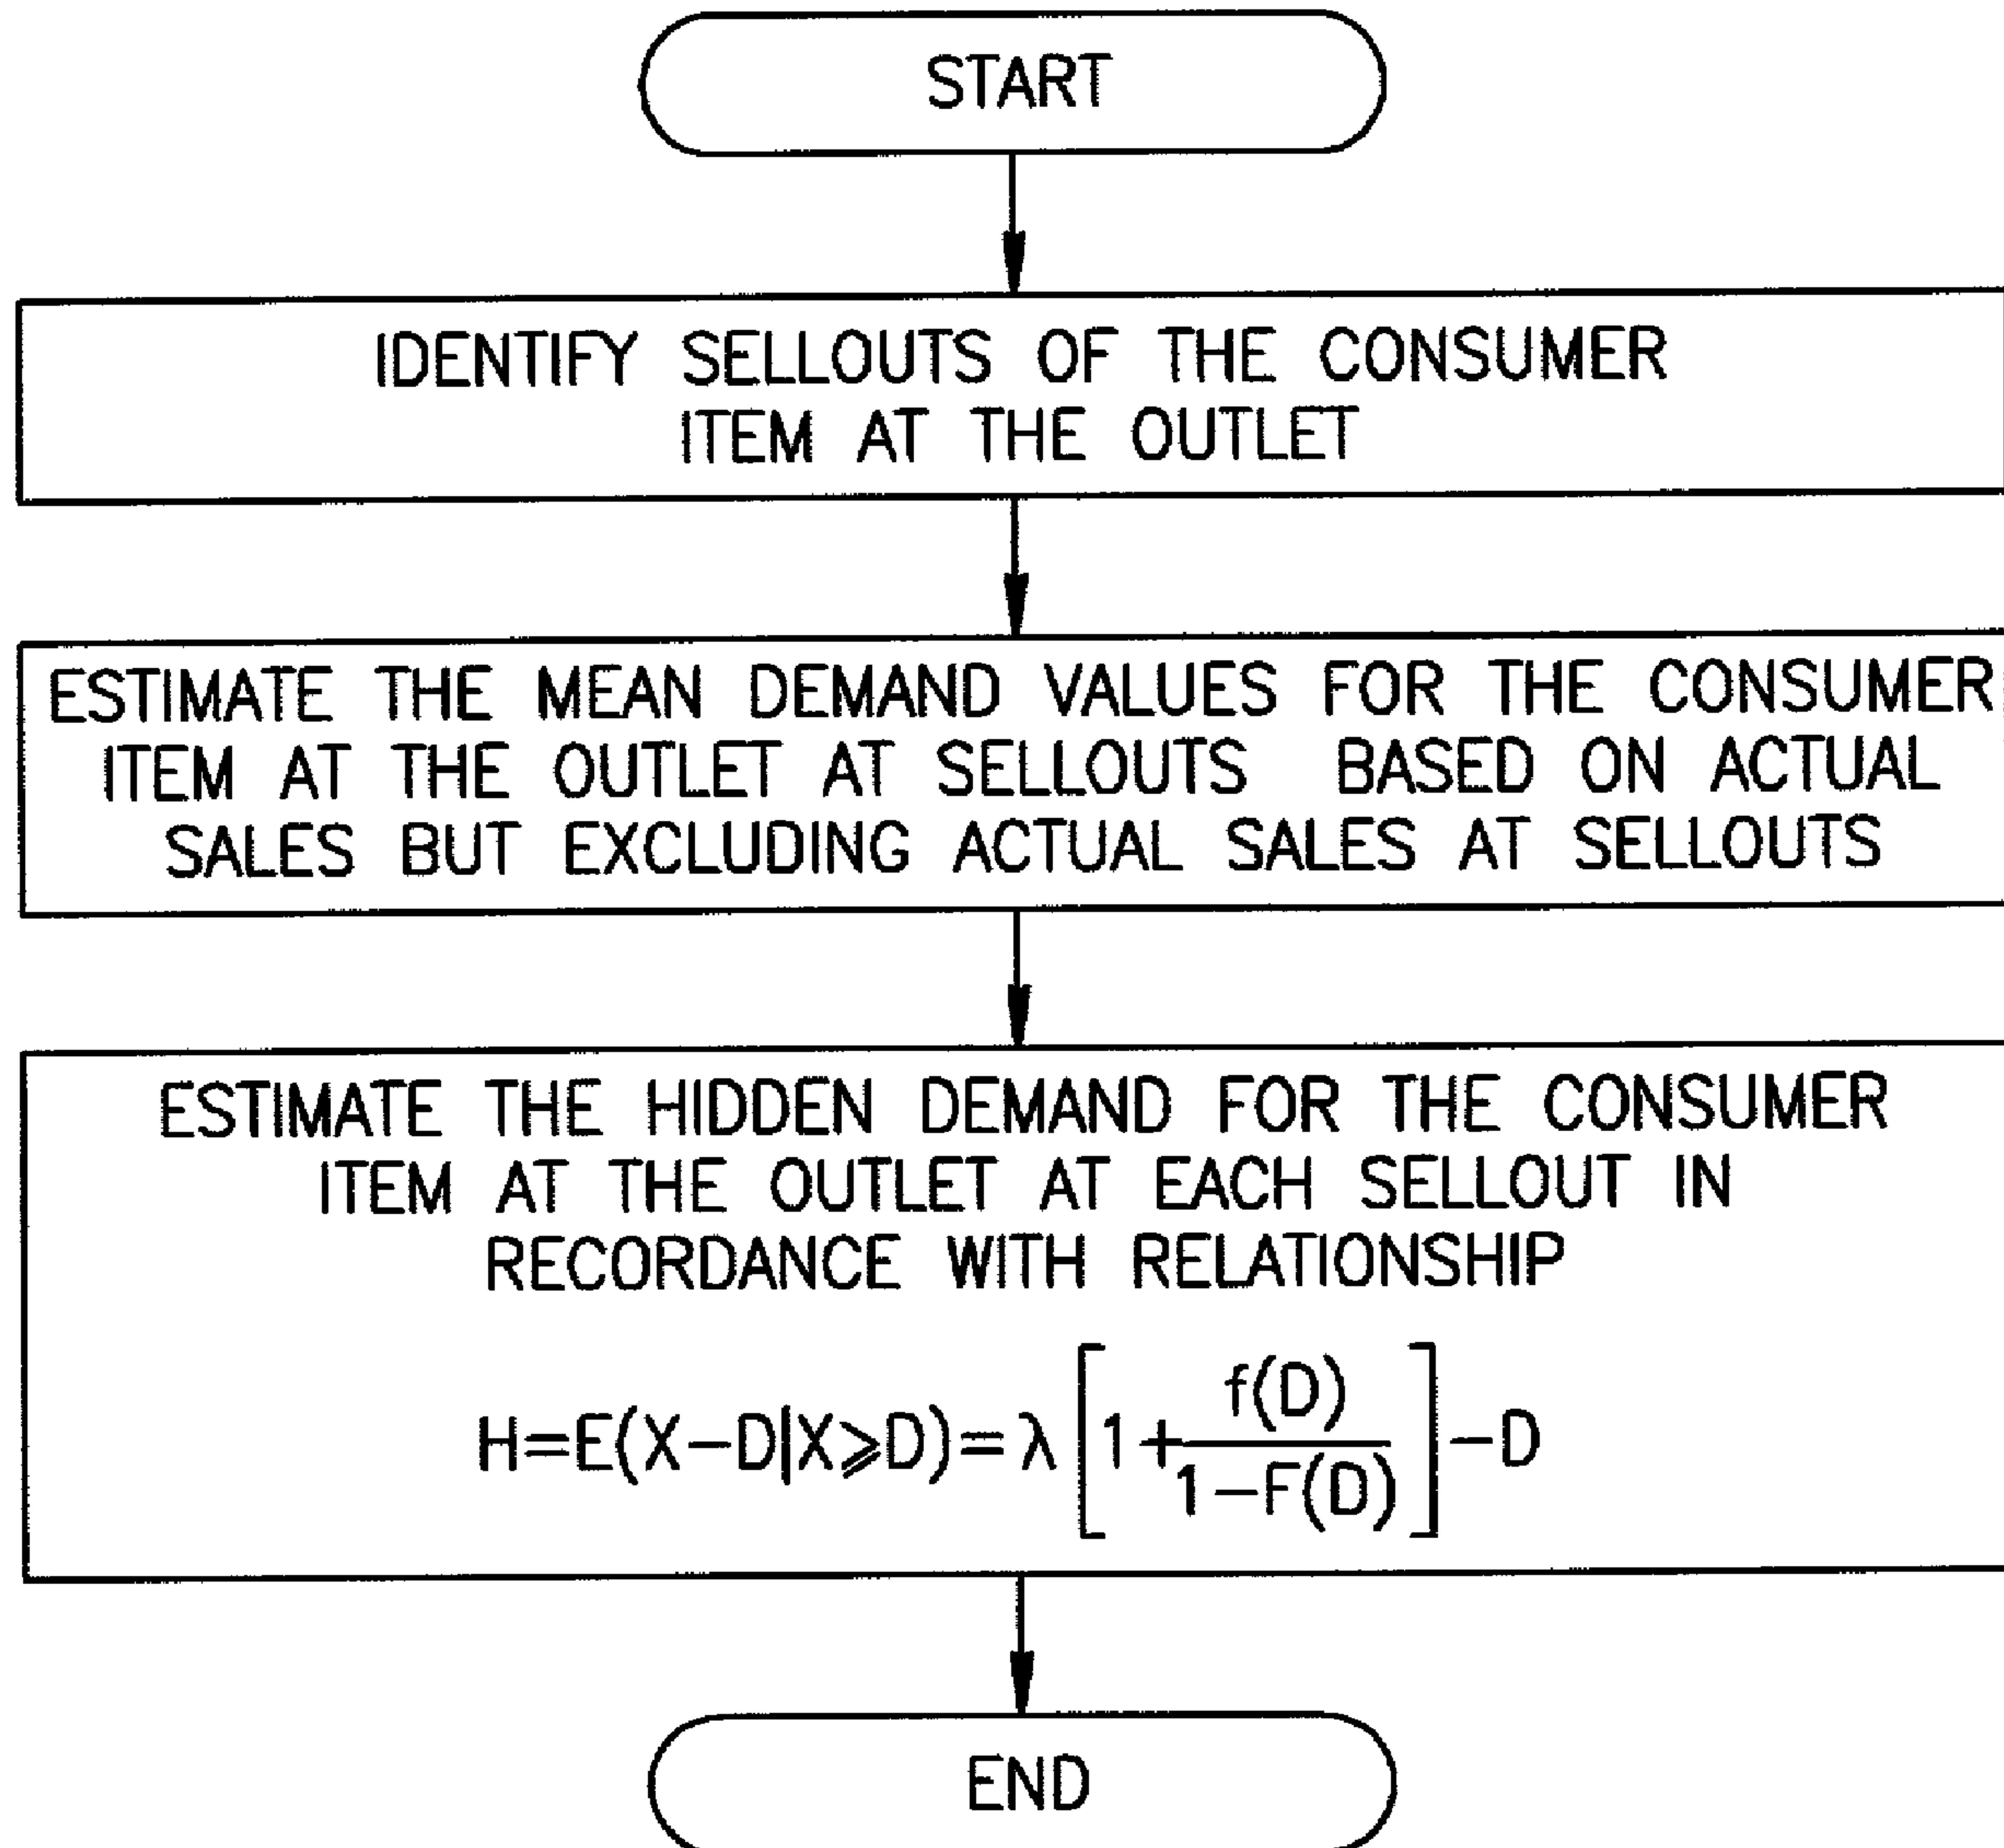 START
IDENTIFY SELLOUTS OF THE CONSUMER
ITEM AT THE OUTLET
ESTIMATE THE MEAN DEMAND VALUES FOR THE CONSUMER
ITEM AT THE OUTLET AT SELLOUTS BASED ON ACTUAL
SALES BUT EXCLUDING ACTUAL SALES AT SELLOUTS
ESTIMATE THE HIDDEN DEMAND FOR THE CONSUMER
ITEM AT THE OUTLET AT EACH SELLOUT IN
RECORDANCE WITH RELATIONSHIP
H=E(X−D|X⩾D)=λ[1+f(D)/(1−F(D))]−D
END